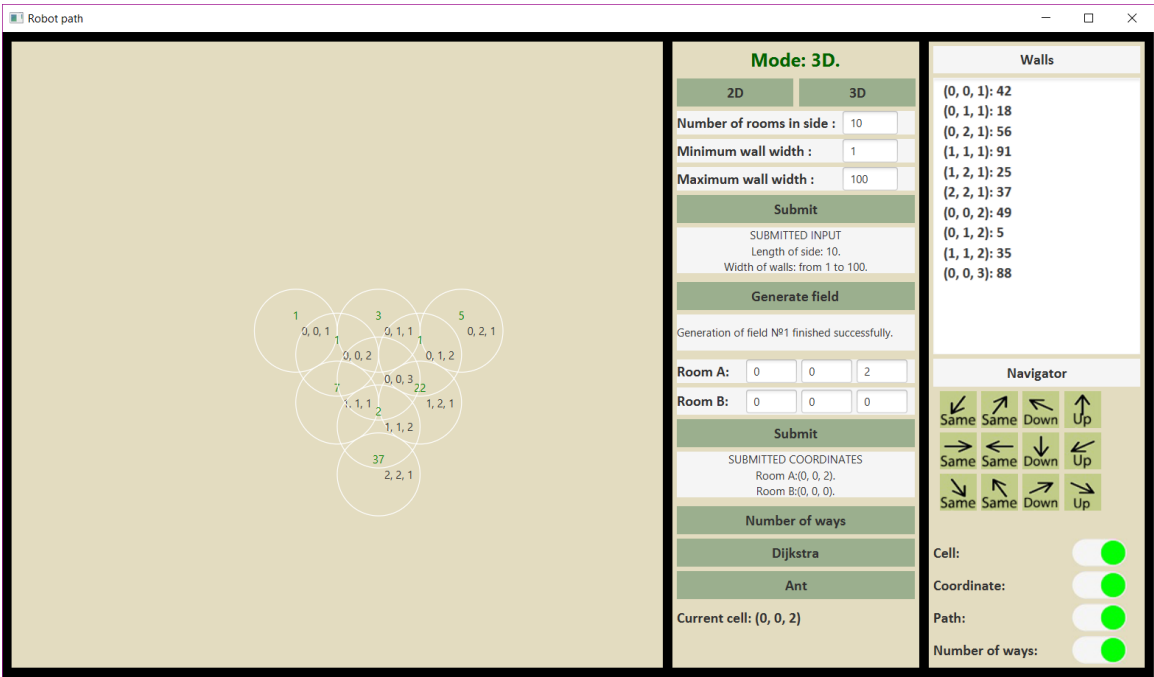 Robot path
1
3
5
0, 0, 1
0, 1, 1
0, 2, 1
1
1
0, 0, 2
0, 1, 2
0, 0, 3
7
22
1, 1, 1
1, 2, 1
2
1, 1, 2
37
2, 2, 1
Mode: 3D.
2D 3D
Number of rooms in side : 10
Minimum wall width : 1
Maximum wall width : 100
Submit
SUBMITTED INPUT
Length of side: 10.
Width of walls: from 1 to 100.
Generate field
Generation of field №1 finished successfully.
Room A: 0 0 2
Room B: 0 0 0
Submit
SUBMITTED COORDINATES
Room A:(0, 0, 2).
Room B:(0, 0, 0).
Number of ways
Dijkstra
Ant
Current cell: (0, 0, 2)
Walls
(0, 0, 1): 42
(0, 1, 1): 18
(0, 2, 1): 56
(1, 1, 1): 91
(1, 2, 1): 25
(2, 2, 1): 37
(0, 0, 2): 49
(0, 1, 2): 5
(1, 1, 2): 35
(0, 0, 3): 88
Navigator
Same Same Down Up
Same Same Down Up
Same Same Down Up
Cell:
Coordinate:
Path:
Number of ways: